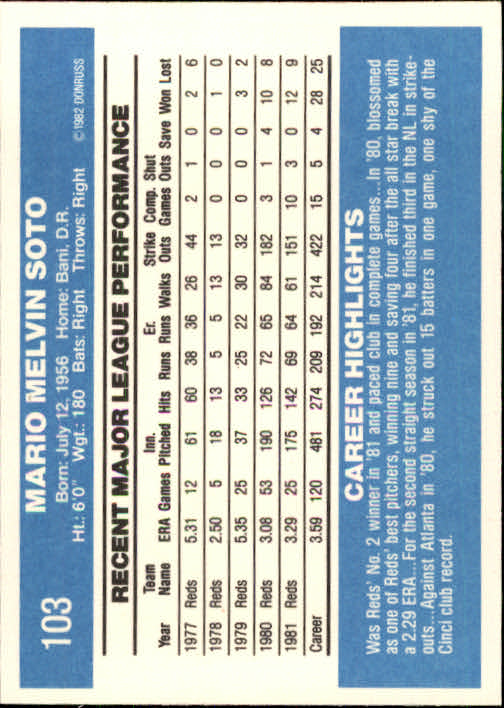 103
MARIO MELVIN SOTO
Born: July 12, 1956 Home: Bani, D.R.
Ht.: 6'0" Wgt.: 180 Bats: Right Throws: Right
©1982 DONRUSS
RECENT MAJOR LEAGUE PERFORMANCE
Team Inn. Er. Strike Comp. Shut
Year Name ERA Games Pitched Hits Runs Runs Walks Outs Games Outs Save Won Lost
1977 Reds 5.31 12 61 60 38 36 26 44 2 1 0 2 6
1978 Reds 2.50 5 18 13 5 5 13 13 0 0 0 1 0
1979 Reds 5.35 25 37 33 25 22 30 32 0 0 0 3 2
1980 Reds 3.08 53 190 126 72 65 84 182 3 1 4 10 8
1981 Reds 3.29 25 175 142 69 64 61 151 10 3 0 12 9
Career 3.59 120 481 274 209 192 214 422 15 5 4 28 25
CAREER HIGHLIGHTS
Was Reds' No. 2 winner in '81 and paced club in complete games...In '80, blossomed
as one of Reds' best pitchers, winning nine and saving four after the all star break with
a 2.29 ERA...For the second straight season in '81, he finished third in the NL in strike-
outs...Against Atlanta in '80, he struck out 15 batters in one game, one shy of the
Cinci club record.